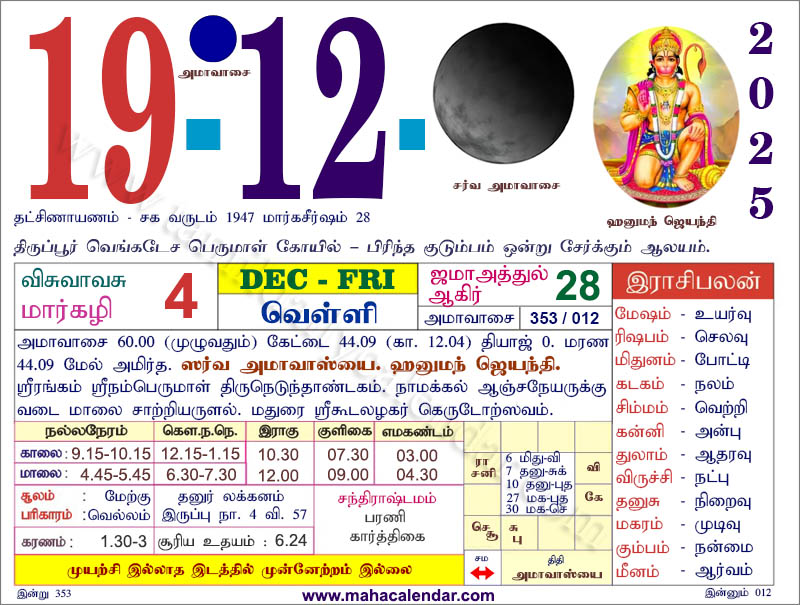 19-12-
2025
அமாவாசை
சர்வ அமாவாசை
ஹனுமந் ஜெயந்தி
தட்சிணாயணம் - சக வருடம் 1947 மார்கசீர்ஷம் 28
திருப்பூர் வெங்கடேச பெருமாள் கோயில் – பிரிந்த குடும்பம் ஒன்று சேர்க்கும் ஆலயம்.
விசுவாவசு
மார்கழி
4
DEC - FRI
வெள்ளி
ஜமாஅத்துல்
ஆகிர்
28
அமாவாசை 353 / 012
அமாவாசை 60.00 (முழுவதும்) கேட்டை 44.09 (கா. 12.04) தியாஜ் 0. மரண
44.09 மேல் அமிர்த. ஸர்வ அமாவாஸ்யை. ஹனுமந் ஜெயந்தி.
ஸ்ரீரங்கம் ஸ்ரீநம்பெருமாள் திருநெடுந்தாண்டகம். நாமக்கல் ஆஞ்சநேயருக்கு
வடை மாலை சாற்றியருளல். மதுரை ஸ்ரீகூடலழகர் கெருடோற்ஸவம்.
நல்லநேரம் கௌ.ந.நெ. இராகு குளிகை எமகண்டம்
காலை : 9.15-10.15 12.15-1.15 10.30 07.30 03.00
மாலை : 4.45-5.45 6.30-7.30 12.00 09.00 04.30
சூலம் : மேற்கு
பரிகாரம் : வெல்லம்
தனுர் லக்கனம்
இருப்பு நா. 4 வி. 57
சந்திராஷ்டமம்
பரணி
கார்த்திகை
கரணம் : 1.30-3 சூரிய உதயம் : 6.24
முயற்சி இல்லாத இடத்தில் முன்னேற்றம் இல்லை
ரா
சனி
6 மிது-வி
7 தனு-சுக்
10 தனு-புத
27 மக-புத
30 மக-செ
வி
கே
செ சூ
சு
பு
சம
திதி
அமாவாஸ்யை
இராசிபலன்
மேஷம் - உயர்வு
ரிஷபம் - செலவு
மிதுனம் - போட்டி
கடகம் - நலம்
சிம்மம் - வெற்றி
கன்னி - அன்பு
துலாம் - ஆதரவு
விருச்சி - நட்பு
தனுசு - நிறைவு
மகரம் - முடிவு
கும்பம் - நன்மை
மீனம் - ஆர்வம்
இன்று 353
www.mahacalendar.com
இன்னும் 012